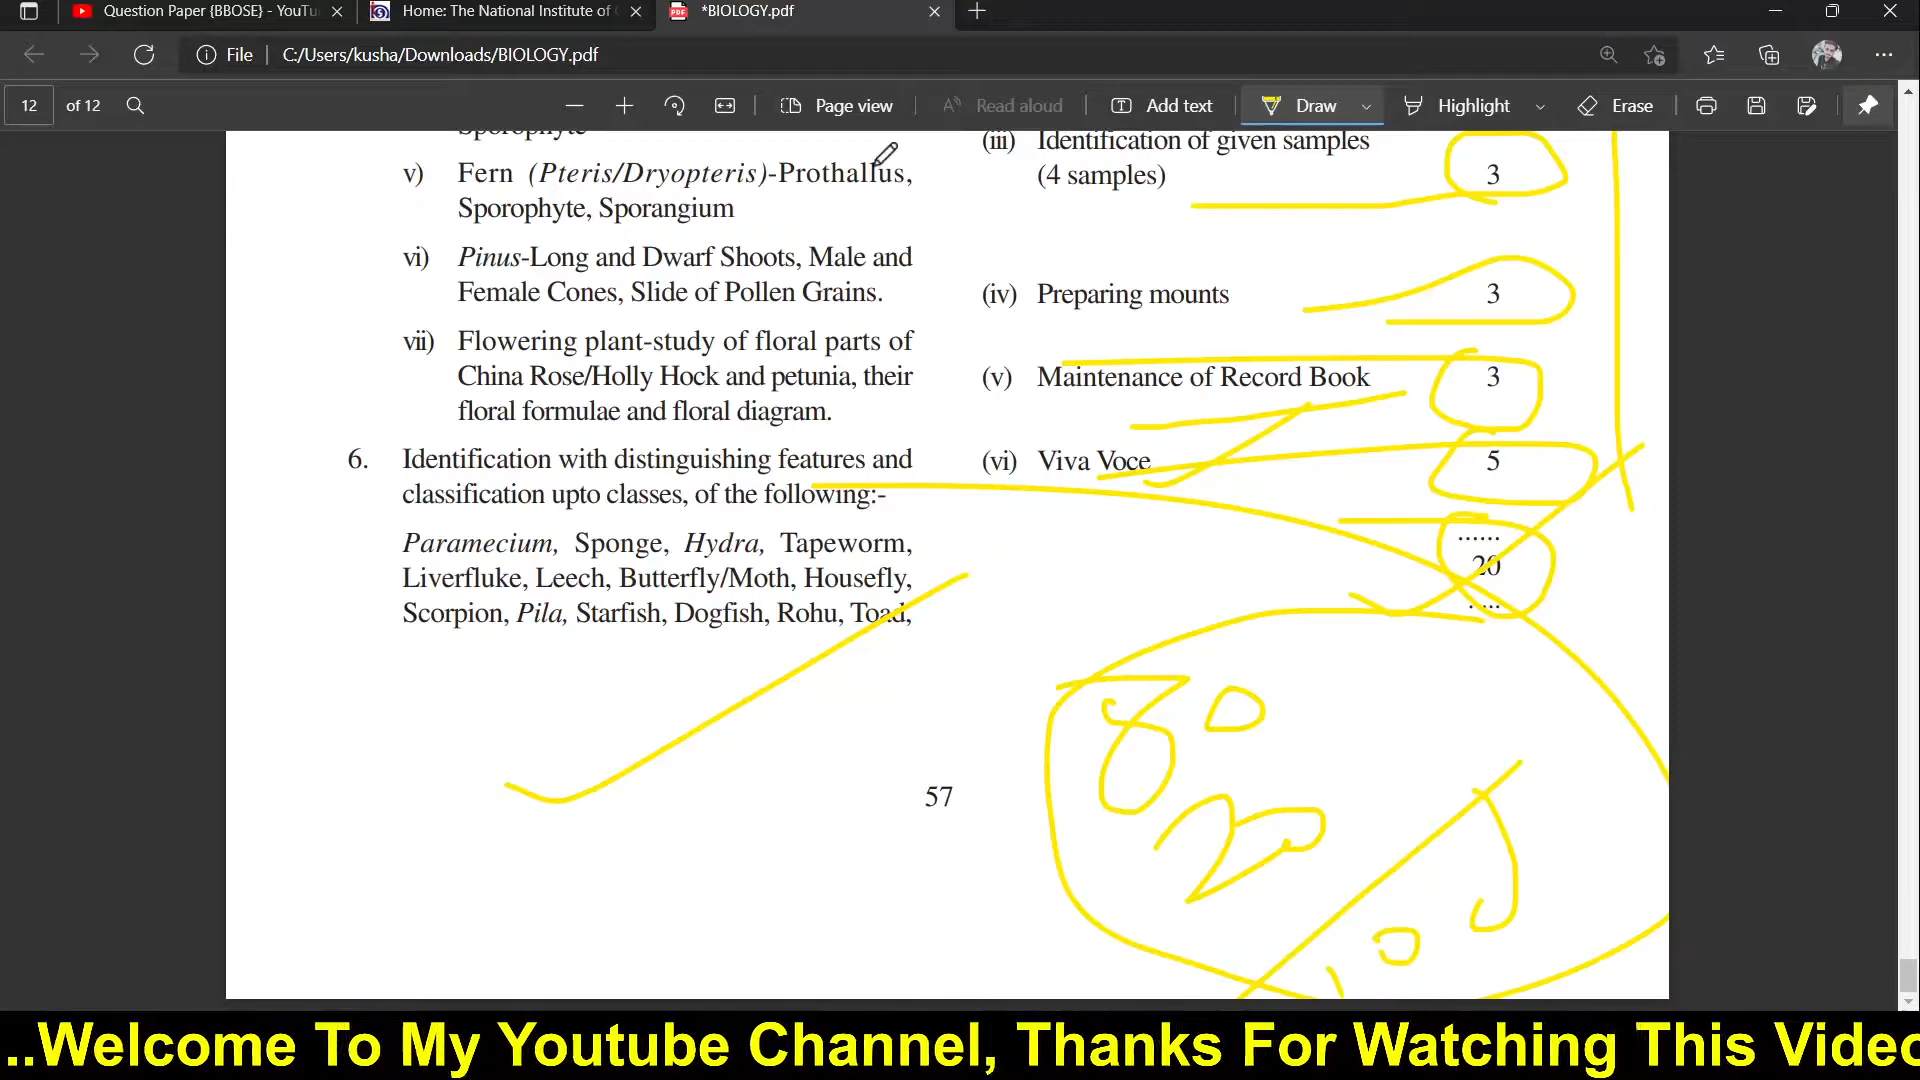 Question Paper {BBOSE} - YouTu
Home: The National Institute of
*BIOLOGY.pdf
File
C:/Users/kusha/Downloads/BIOLOGY.pdf
12 of 12
Page view
Read aloud
Add text
Draw
Highlight
Erase
Sporophyte
v) Fern (Pteris/Dryopteris)-Prothallus,
Sporophyte, Sporangium
vi) Pinus-Long and Dwarf Shoots, Male and
Female Cones, Slide of Pollen Grains.
vii) Flowering plant-study of floral parts of
China Rose/Holly Hock and petunia, their
floral formulae and floral diagram.
6. Identification with distinguishing features and
classification upto classes, of the following:-
Paramecium, Sponge, Hydra, Tapeworm,
Liverfluke, Leech, Butterfly/Moth, Housefly,
Scorpion, Pila, Starfish, Dogfish, Rohu, Toad,
(iii) Identification of given samples
(4 samples) 3
(iv) Preparing mounts 3
(v) Maintenance of Record Book 3
(vi) Viva Voce 5
......
20
.....
80
20
57
..Welcome To My Youtube Channel, Thanks For Watching This Video